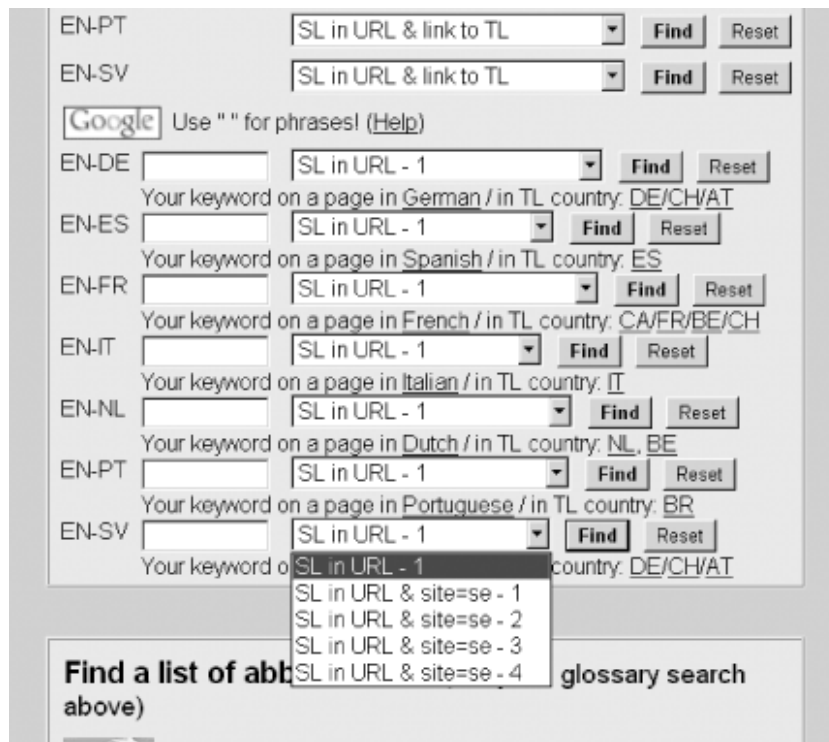 EN-PT SL in URL & link to TL Find Reset
EN-SV SL in URL & link to TL Find Reset
Google Use " " for phrases! (Help)
EN-DE SL in URL - 1 Find Reset
Your keyword on a page in German / in TL country: DE/CH/AT
EN-ES SL in URL - 1 Find Reset
Your keyword on a page in Spanish / in TL country: ES
EN-FR SL in URL - 1 Find Reset
Your keyword on a page in French / in TL country: CA/FR/BE/CH
EN-IT SL in URL - 1 Find Reset
Your keyword on a page in Italian / in TL country: IT
EN-NL SL in URL - 1 Find Reset
Your keyword on a page in Dutch / in TL country: NL, BE
EN-PT SL in URL - 1 Find Reset
Your keyword on a page in Portuguese / in TL country: BR
EN-SV SL in URL - 1 Find Reset
Your keyword SL in URL - 1 country: DE/CH/AT
SL in URL & site=se - 1
SL in URL & site=se - 2
SL in URL & site=se - 3
SL in URL & site=se - 4
Find a list of glossary search
above)